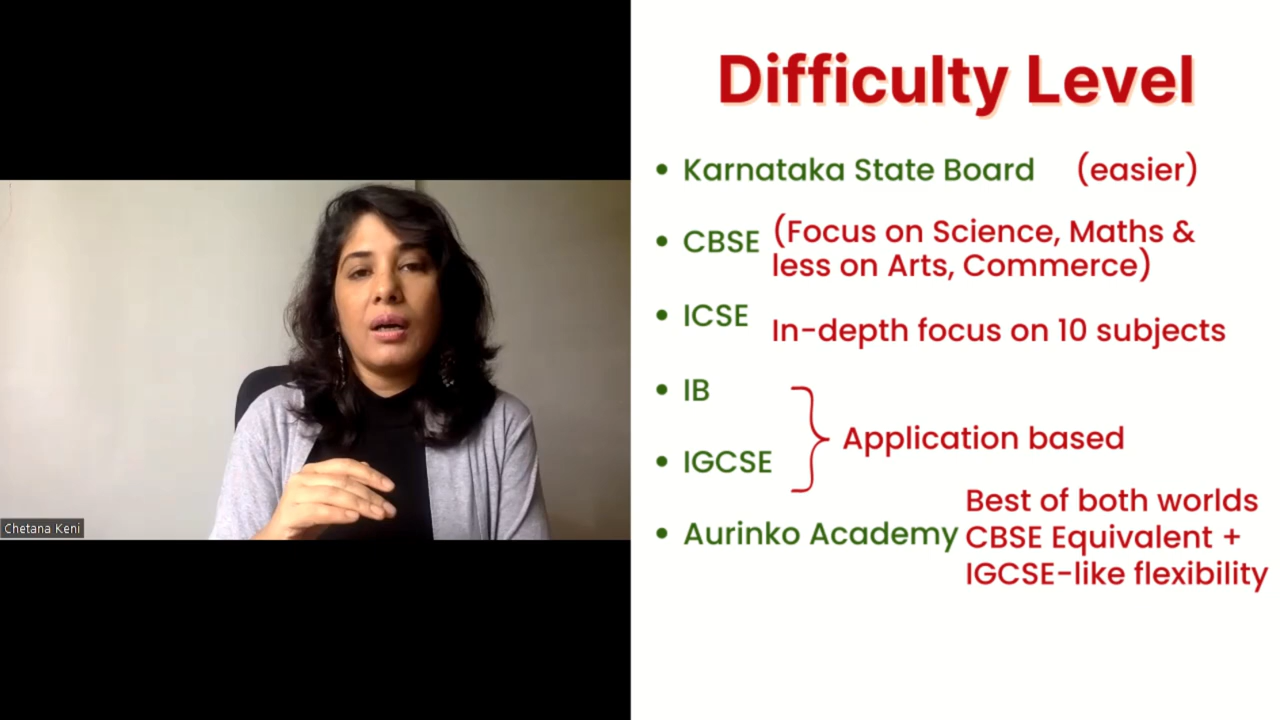 Difficulty Level
• Karnataka State Board (easier)
• CBSE (Focus on Science, Maths &
less on Arts, Commerce)
• ICSE In-depth focus on 10 subjects
• IB
Application based
• IGCSE
• Aurinko Academy Best of both worlds
CBSE Equivalent +
IGCSE-like flexibility
Chetana Keni